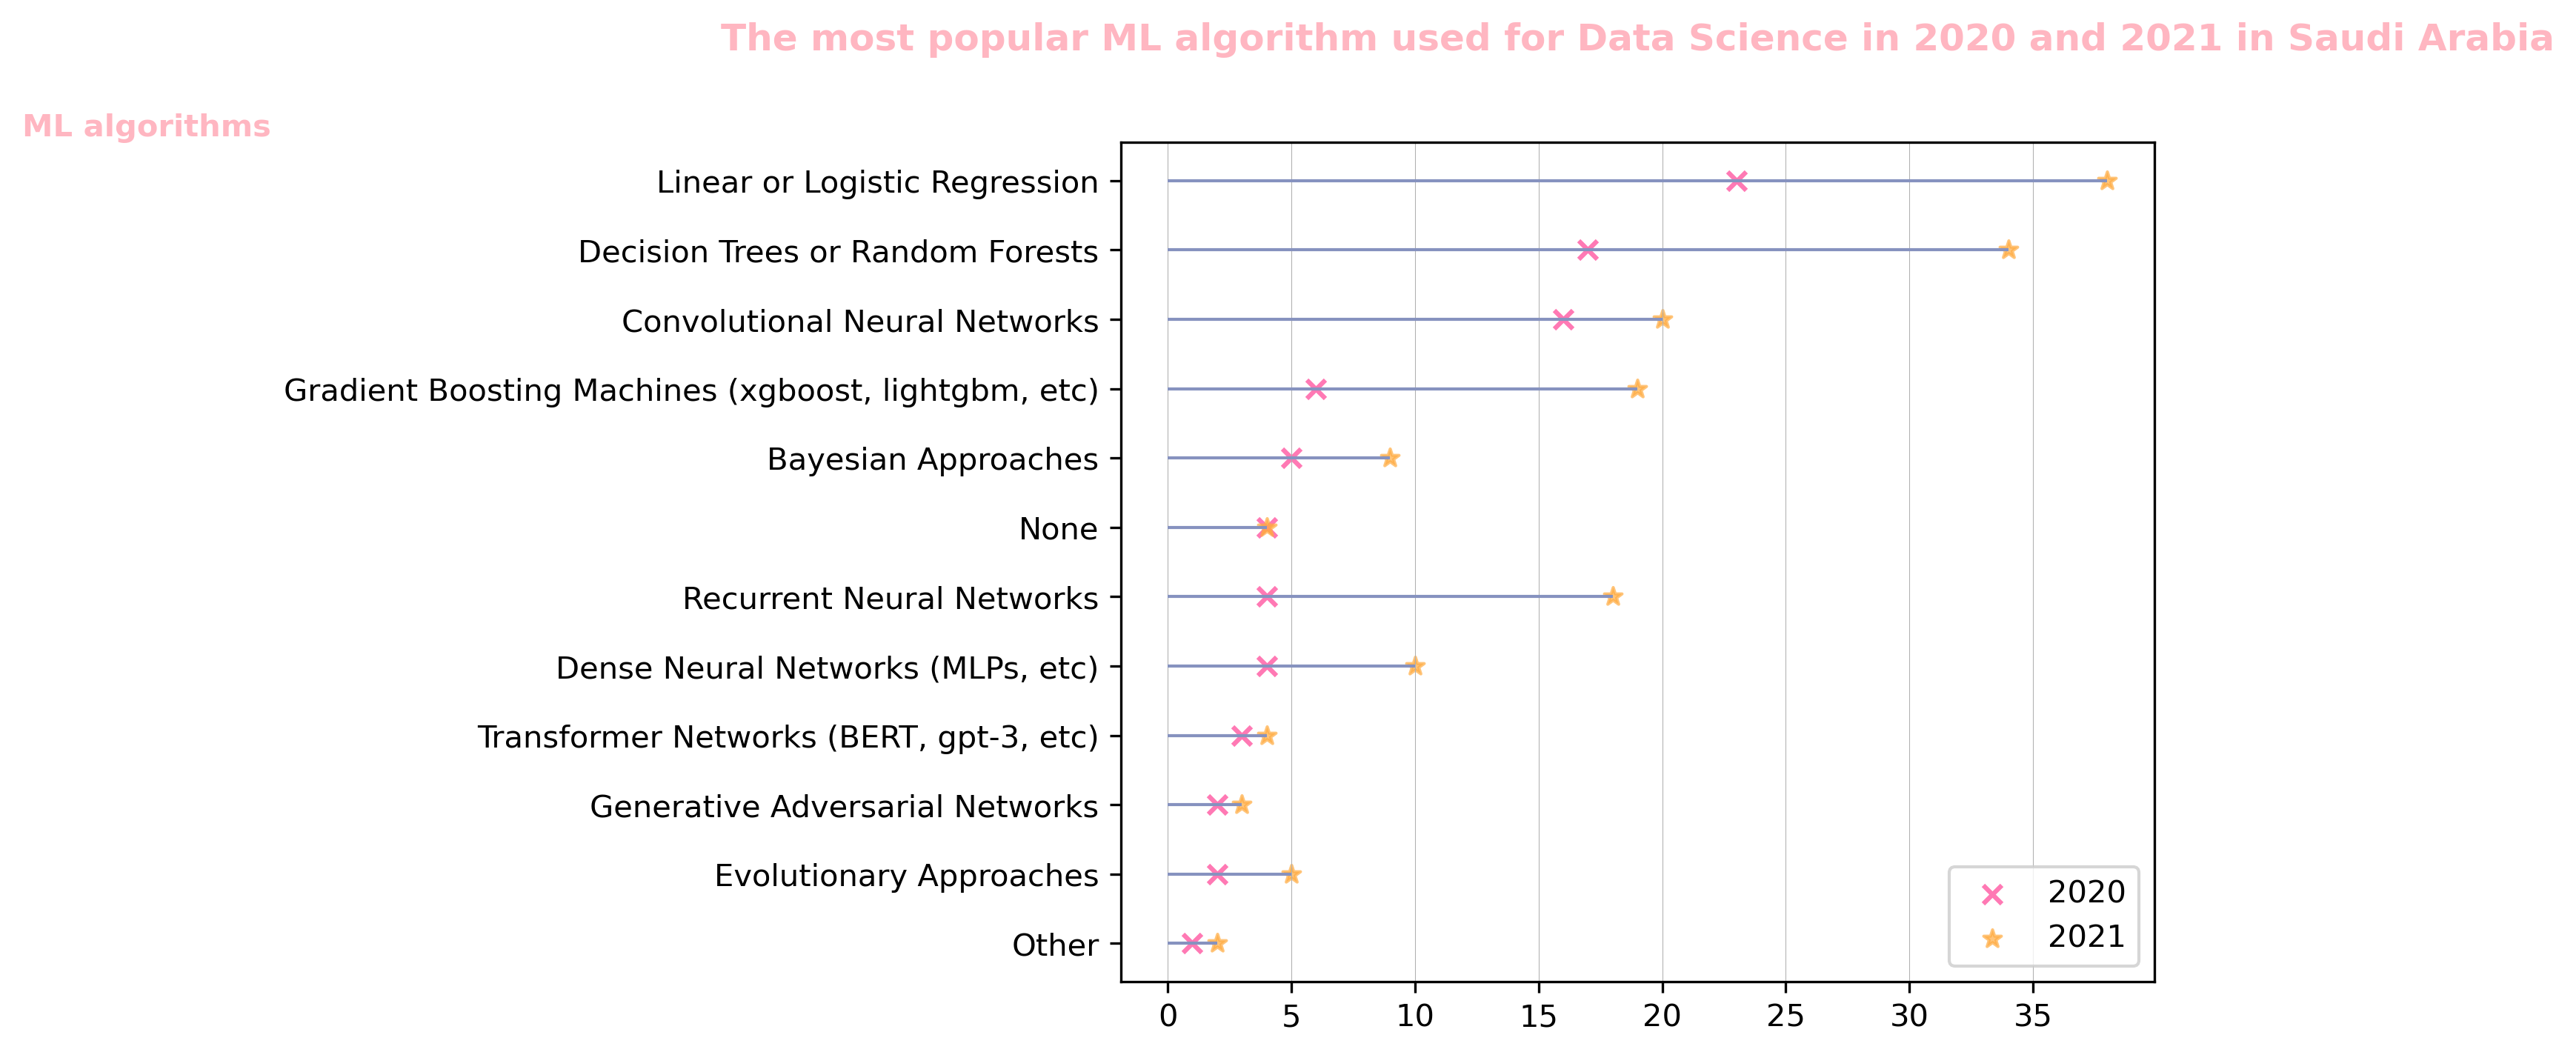 The most popular ML algorithm used for Data Science in 2020 and 2021 in Saudi Arabia
ML algorithms
Linear or Logistic Regression
Decision Trees or Random Forests
Convolutional Neural Networks
Gradient Boosting Machines (xgboost, lightgbm, etc)
Bayesian Approaches
None
Recurrent Neural Networks
Dense Neural Networks (MLPs, etc)
Transformer Networks (BERT, gpt-3, etc)
Generative Adversarial Networks
Evolutionary Approaches
Other
2020
2021
0 5 10 15 20 25 30 35